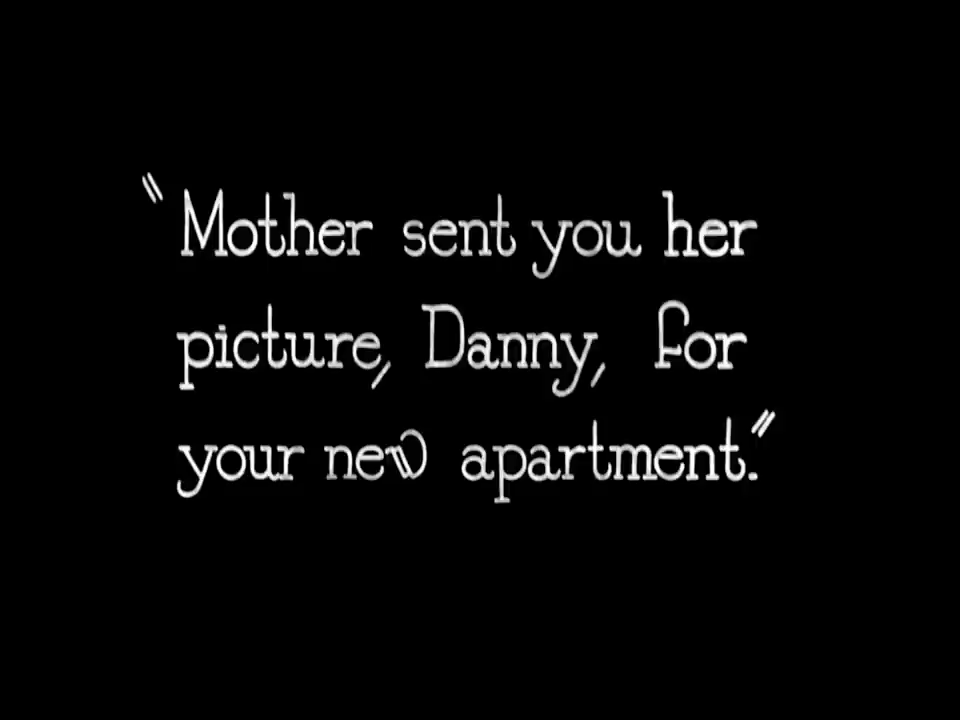 "Mother sent you her
picture, Danny, for
your new apartment."